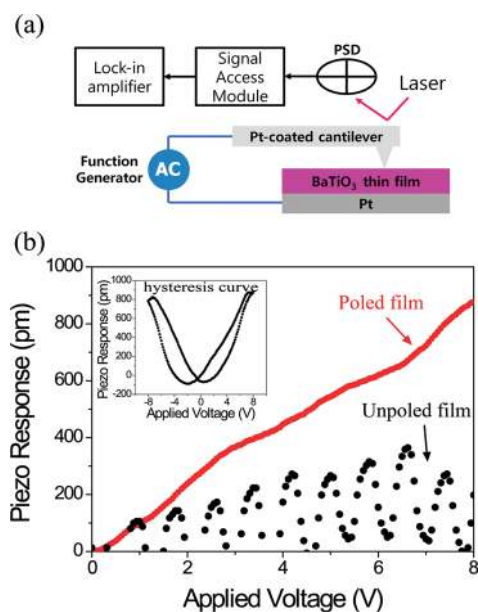 (a)
PSD
Lock-in
amplifier
Signal
Access
Module
Laser
Pt-coated cantilever
Function
Generator
AC
BaTiO₃ thin film
Pt
(b)
1000
800
600
400
200
0
Piezo Response (pm)
hysteresis curve
1000
800
600
400
200
0
-200
Piezo Response (pm)
-8 -4 0 4 8
Applied Voltage (V)
Poled film
Unpoled film
0 2 4 6 8
Applied Voltage (V)